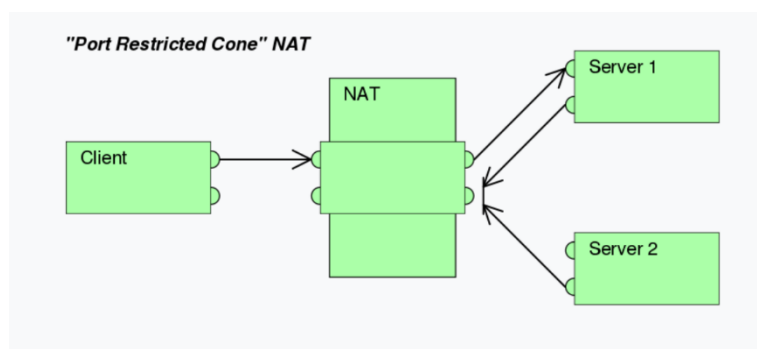 "Port Restricted Cone" NAT
NAT
Server 1
Client
Server 2